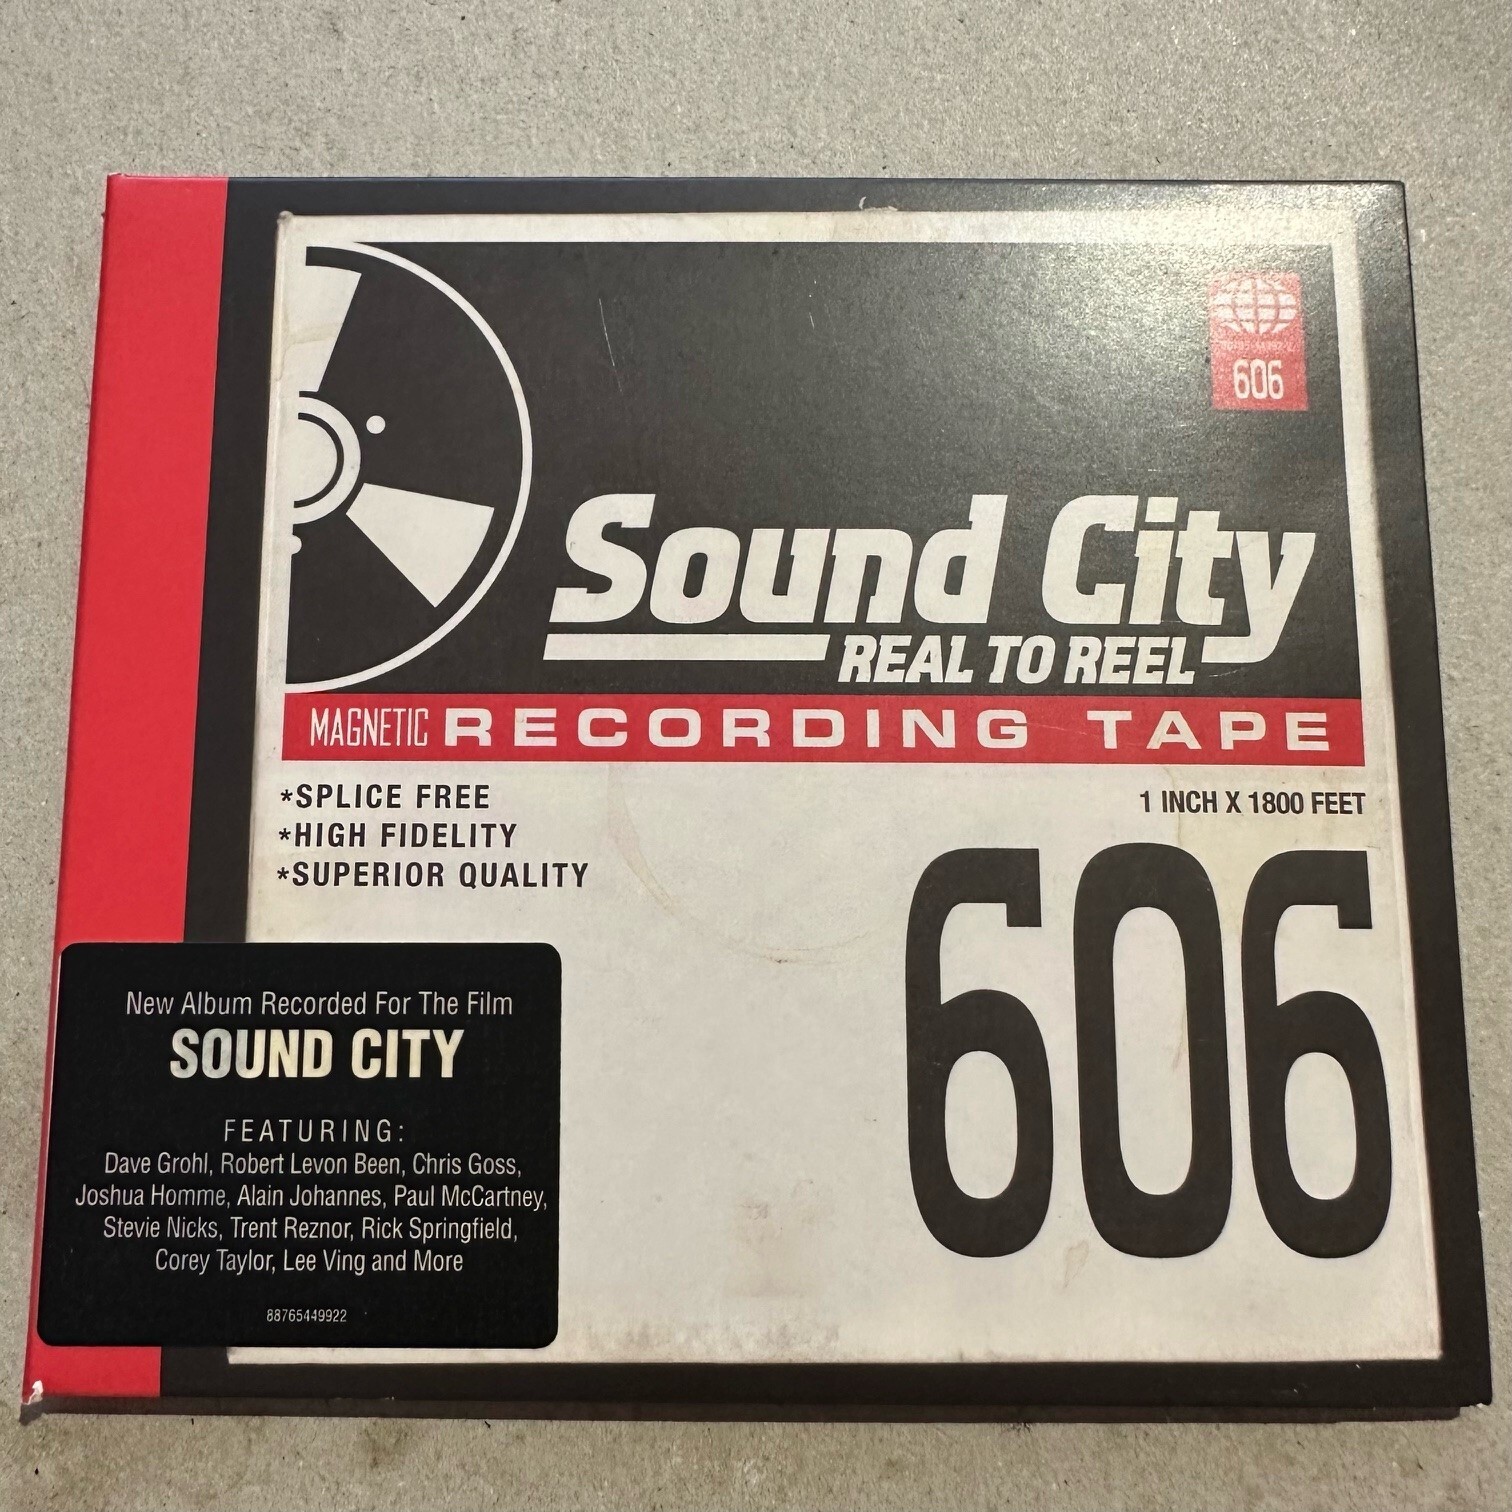 606
Sound City
REAL TO REEL
MAGNETIC RECORDING TAPE
*SPLICE FREE
*HIGH FIDELITY
*SUPERIOR QUALITY
1 INCH X 1800 FEET
606
New Album Recorded For The Film
SOUND CITY
FEATURING:
Dave Grohl, Robert Levon Been, Chris Goss,
Joshua Homme, Alain Johannes, Paul McCartney,
Stevie Nicks, Trent Reznor, Rick Springfield,
Corey Taylor, Lee Ving and More
88765449922